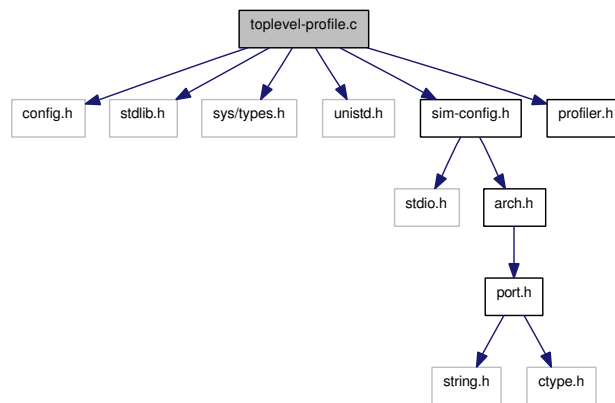 toplevel-profile.c
config.h
stdlib.h
sys/types.h
unistd.h
sim-config.h
profiler.h
stdio.h
arch.h
port.h
string.h
ctype.h